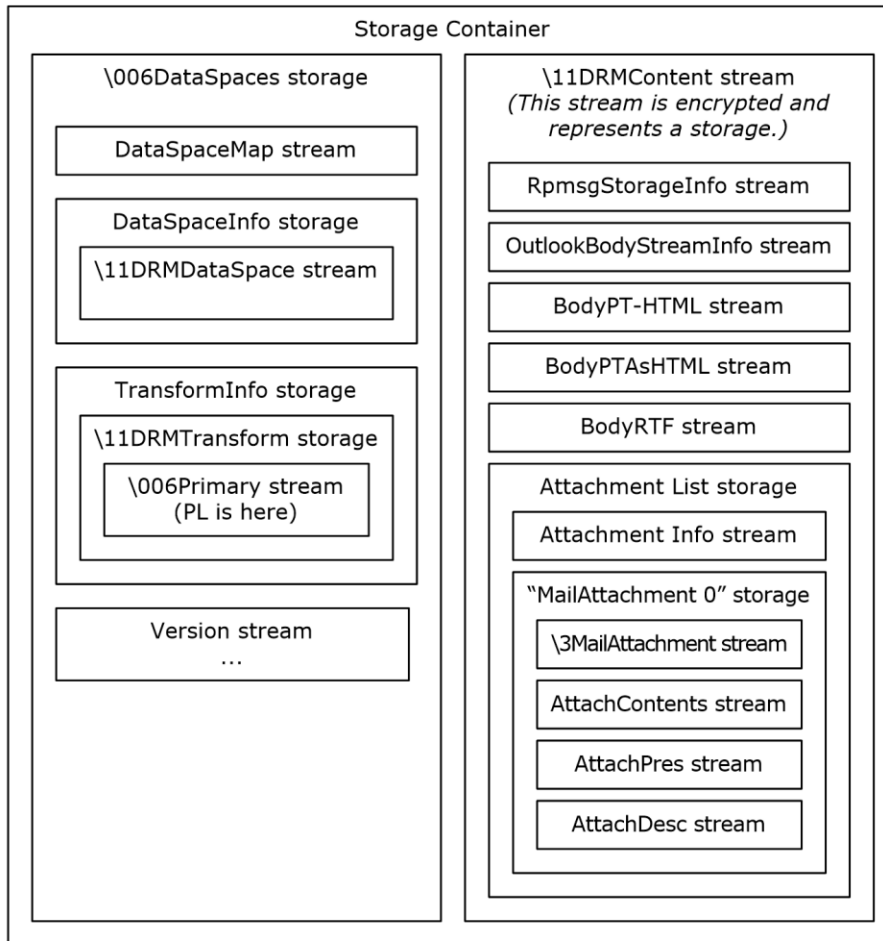 Storage Container
\006DataSpaces storage
DataSpaceMap stream
DataSpaceInfo storage
\11DRMDataSpace stream
TransformInfo storage
\11DRMTransform storage
\006Primary stream
(PL is here)
Version stream
...
\11DRMContent stream
(This stream is encrypted and
represents a storage.)
RpmsgStorageInfo stream
OutlookBodyStreamInfo stream
BodyPT-HTML stream
BodyPTAsHTML stream
BodyRTF stream
Attachment List storage
Attachment Info stream
“MailAttachment 0” storage
\3MailAttachment stream
AttachContents stream
AttachPres stream
AttachDesc stream